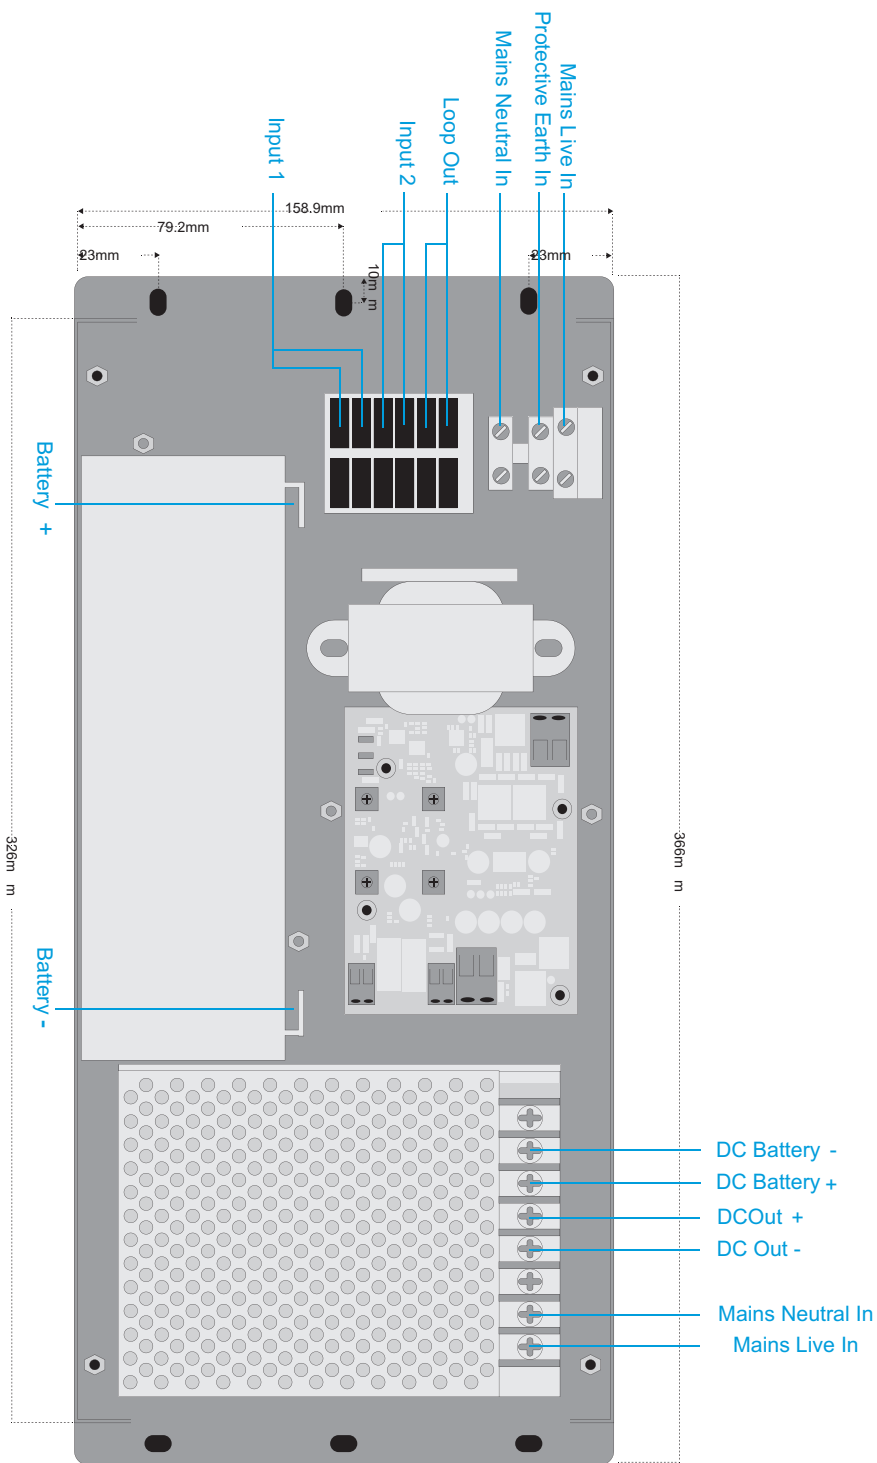 Mains Live In
Protective Earth In
Mains Neutral In
Loop Out
Input 2
Input 1
158.9mm
79.2mm
23mm
23mm
10m m
Battery +
326m m
366m m
Battery -
DC Battery -
DC Battery +
DCOut +
DC Out -
Mains Neutral In
Mains Live In